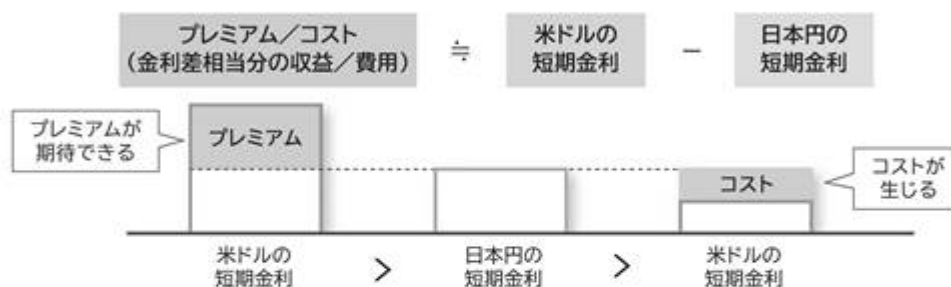 プレミアム／コスト
（金利差相当分の収益／費用）
≒
米ドルの
短期金利
－
日本円の
短期金利
プレミアムが
期待できる
プレミアム
コスト
コストが
生じる
米ドルの
短期金利
>
日本円の
短期金利
>
米ドルの
短期金利